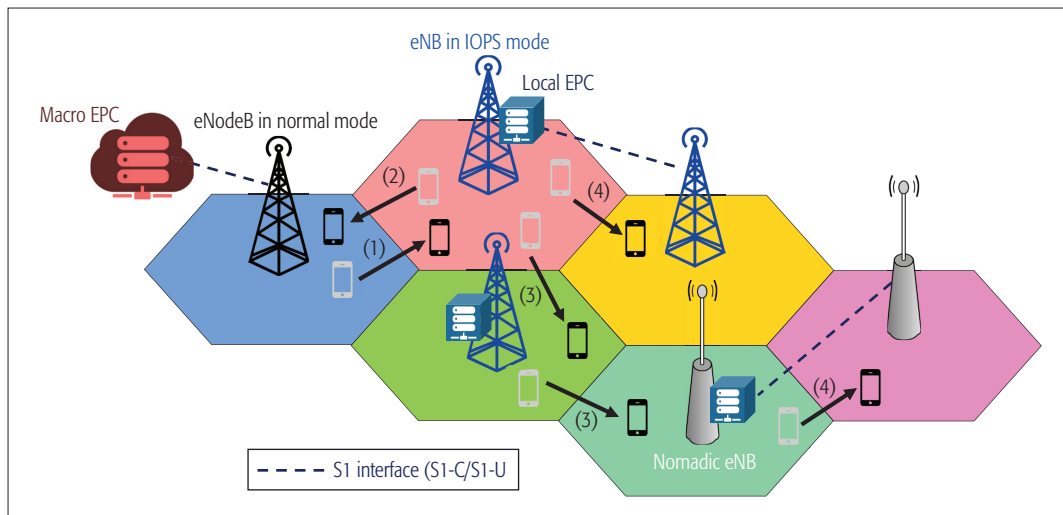 eNB in IOPS mode
Local EPC
Macro EPC
eNodeB in normal mode
(2)
(4)
(1)
(3)
(4)
(3)
Nomadic eNB
S1 interface (S1-C/S1-U